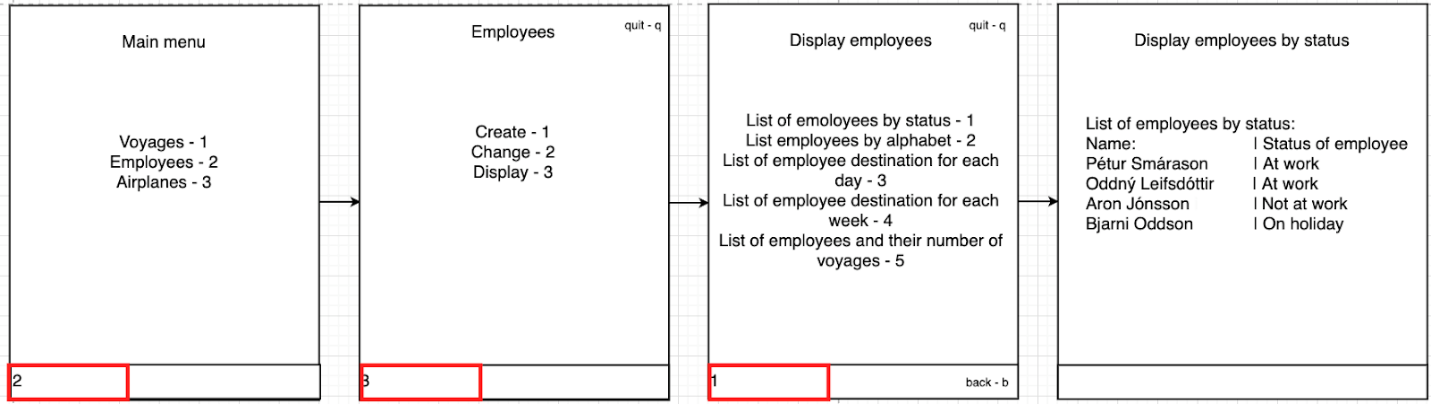 Main menu
Voyages - 1
Employees - 2
Airplanes - 3
2
Employees
quit - q
Create - 1
Change - 2
Display - 3
3
quit - q
Display employees
List of emoloyees by status - 1
List employees by alphabet - 2
List of employee destination for each
day - 3
List of employee destination for each
week - 4
List of employees and their number of
voyages - 5
1
back - b
Display employees by status
List of employees by status:
Name: | Status of employee
Pétur Smárason | At work
Oddný Leifsdóttir | At work
Aron Jónsson | Not at work
Bjarni Oddson | On holiday